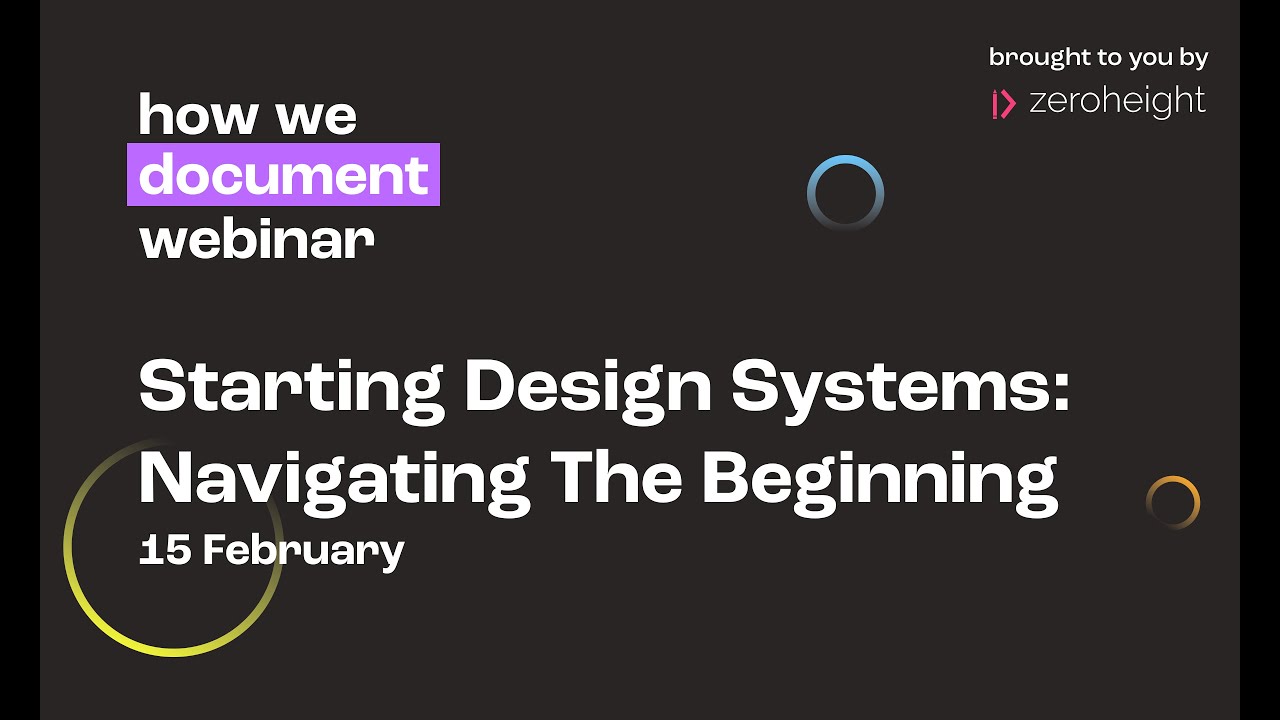 brought to you by
zeroheight
how we
document
webinar
Starting Design Systems:
Navigating The Beginning
15 February